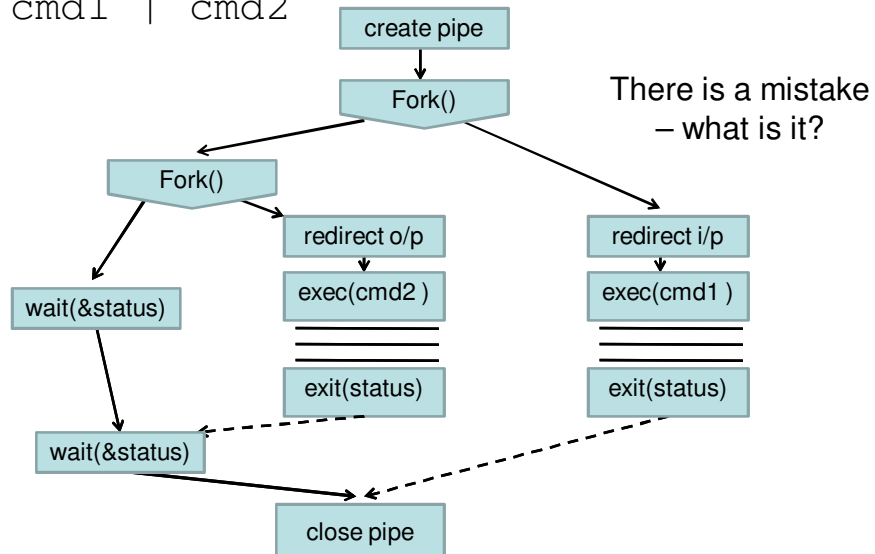 cmd1 | cmd2
create pipe
Fork()
There is a mistake
– what is it?
Fork()
redirect o/p
redirect i/p
exec(cmd2 )
exec(cmd1 )
wait(&status)
exit(status)
exit(status)
wait(&status)
close pipe